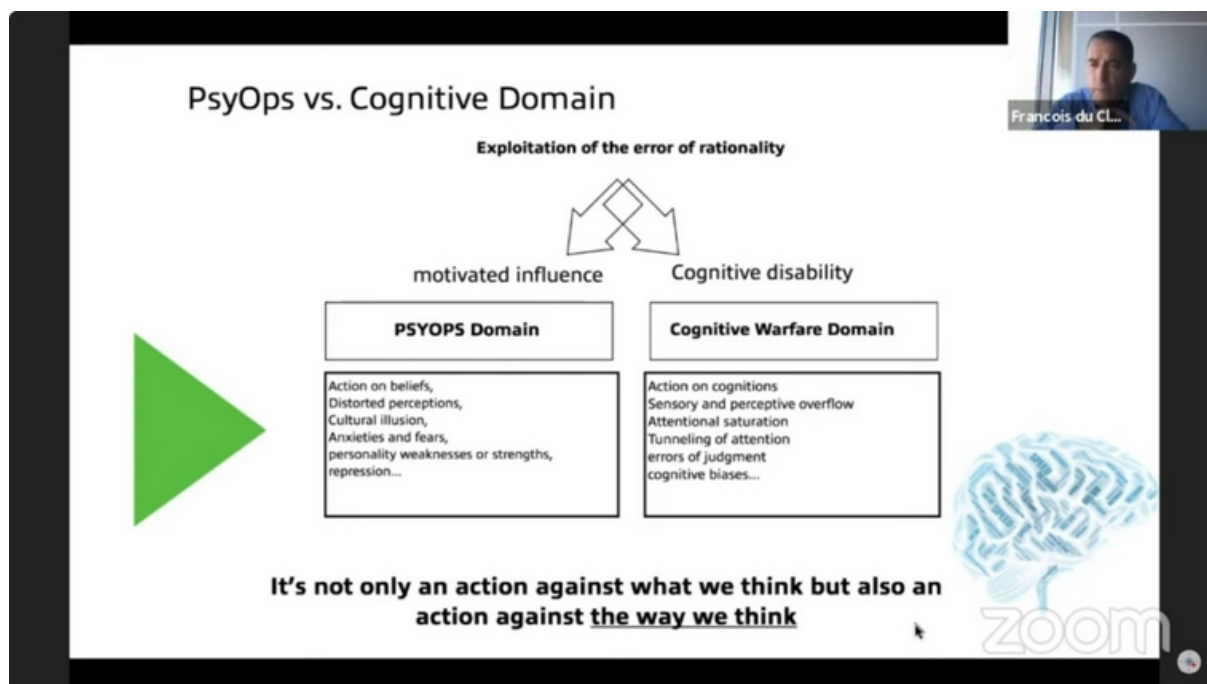 PsyOps vs. Cognitive Domain
Francois du Cl...
Exploitation of the error of rationality
motivated influence
Cognitive disability
PSYOPS Domain
Cognitive Warfare Domain
Action on beliefs,
Distorted perceptions,
Cultural illusion,
Anxieties and fears,
personality weaknesses or strengths,
repression...
Action on cognitions
Sensory and perceptive overflow
Attentional saturation
Tunneling of attention
errors of judgment
cognitive biases...
It's not only an action against what we think but also an
action against the way we think
zoom